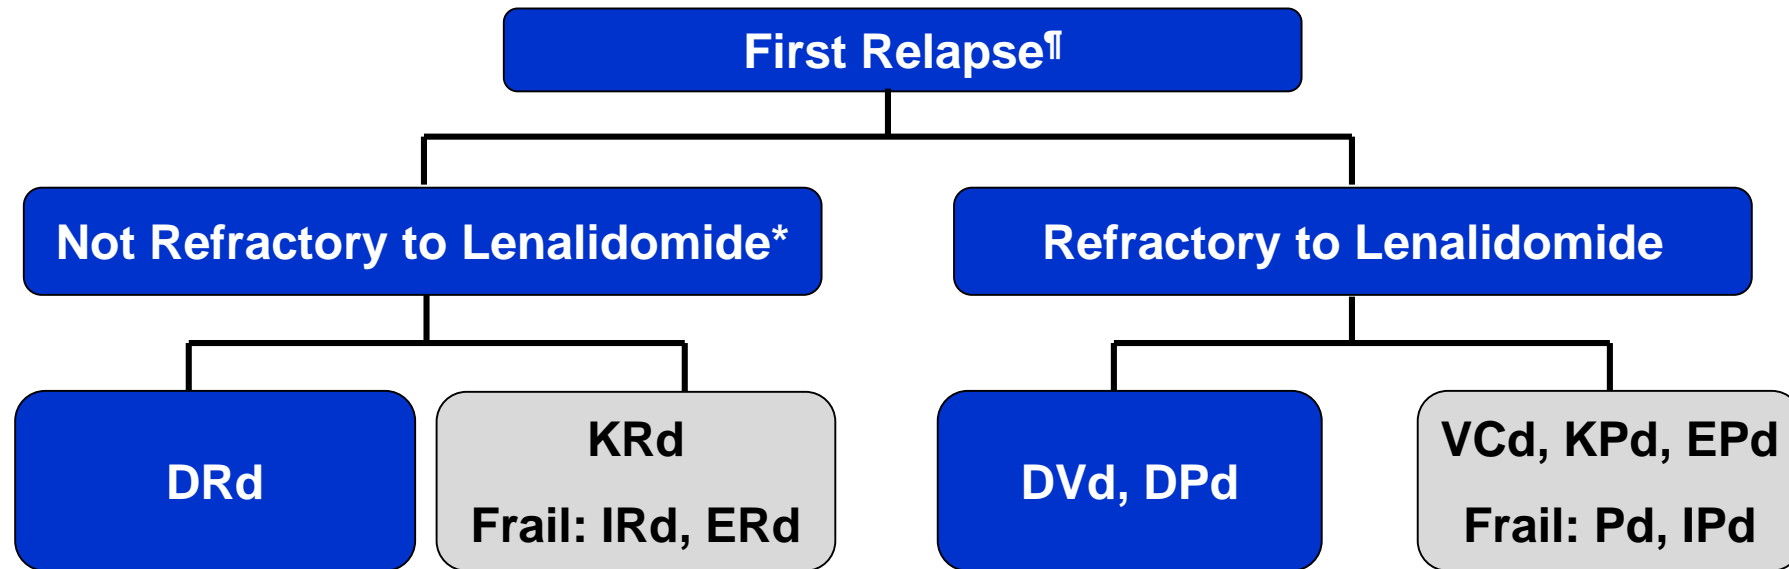 First Relapse¶
Not Refractory to Lenalidomide*
Refractory to Lenalidomide
DRd
KRd
Frail: IRd, ERd
DVd, DPd
VCd, KPd, EPd
Frail: Pd, IPd